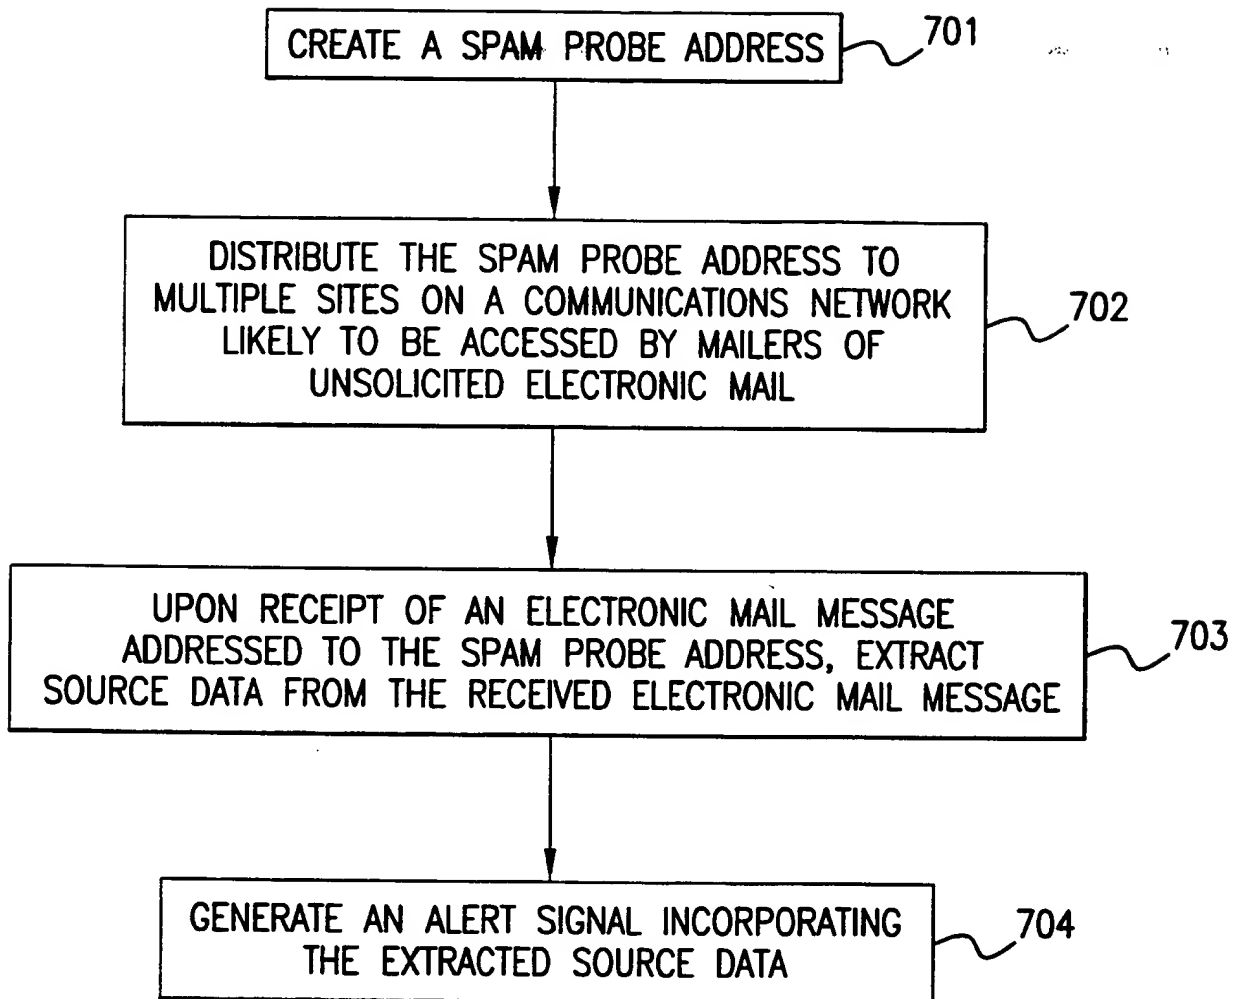 CREATE A SPAM PROBE ADDRESS
701
DISTRIBUTE THE SPAM PROBE ADDRESS TO
MULTIPLE SITES ON A COMMUNICATIONS NETWORK
LIKELY TO BE ACCESSED BY MAILERS OF
UNSOLICITED ELECTRONIC MAIL
702
UPON RECEIPT OF AN ELECTRONIC MAIL MESSAGE
ADDRESSED TO THE SPAM PROBE ADDRESS, EXTRACT
SOURCE DATA FROM THE RECEIVED ELECTRONIC MAIL MESSAGE
703
GENERATE AN ALERT SIGNAL INCORPORATING
THE EXTRACTED SOURCE DATA
704